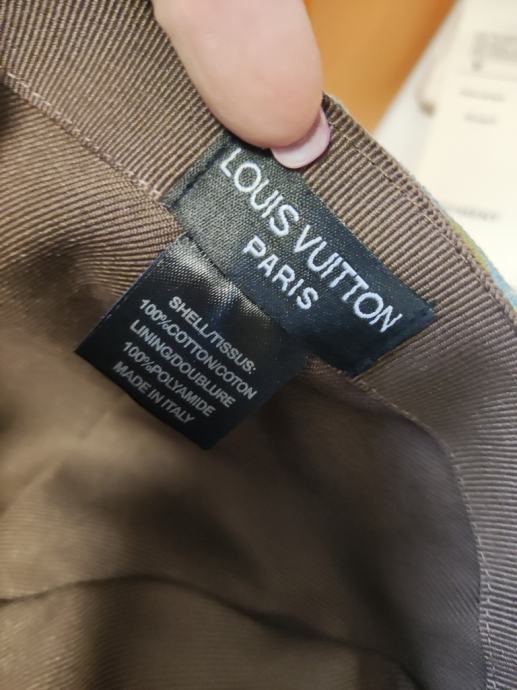 LOUIS VUITTON
PARIS
SHELL/TISSUS:
100%COTTON/COTON
LINING/DOUBLURE
100%POLYAMIDE
MADE IN ITALY